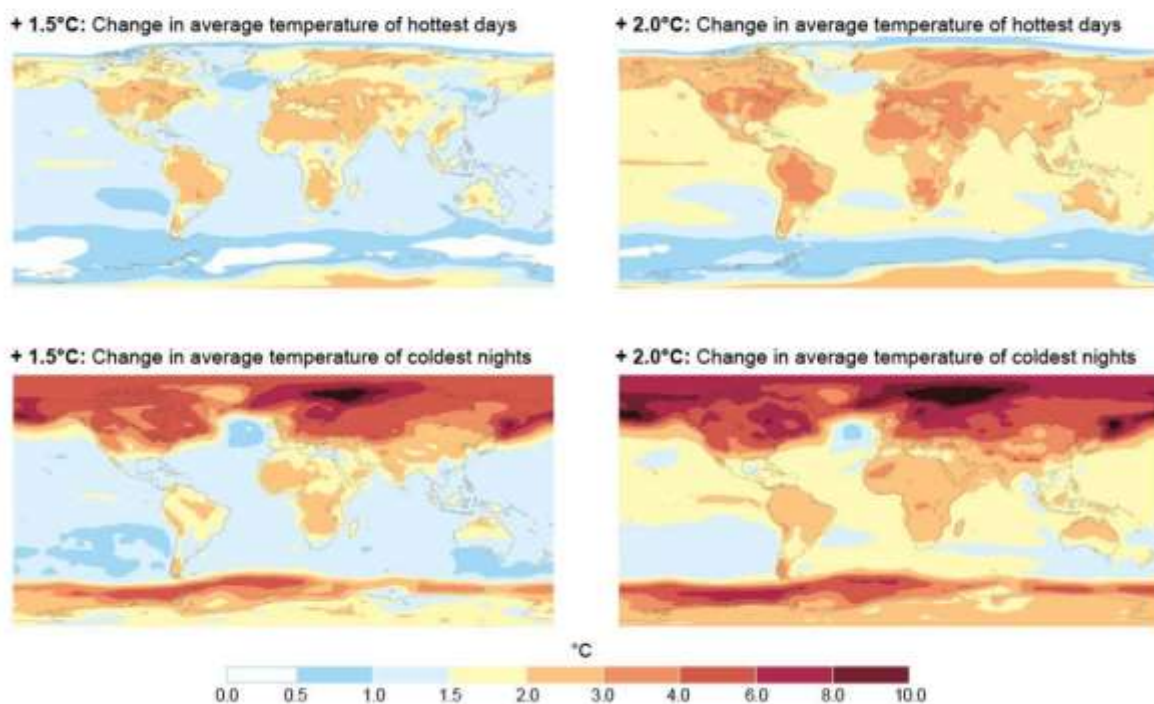 + 1.5°C: Change in average temperature of hottest days
+ 2.0°C: Change in average temperature of hottest days
+ 1.5°C: Change in average temperature of coldest nights
+ 2.0°C: Change in average temperature of coldest nights
°C
0.0 0.5 1.0 1.5 2.0 3.0 4.0 6.0 8.0 10.0